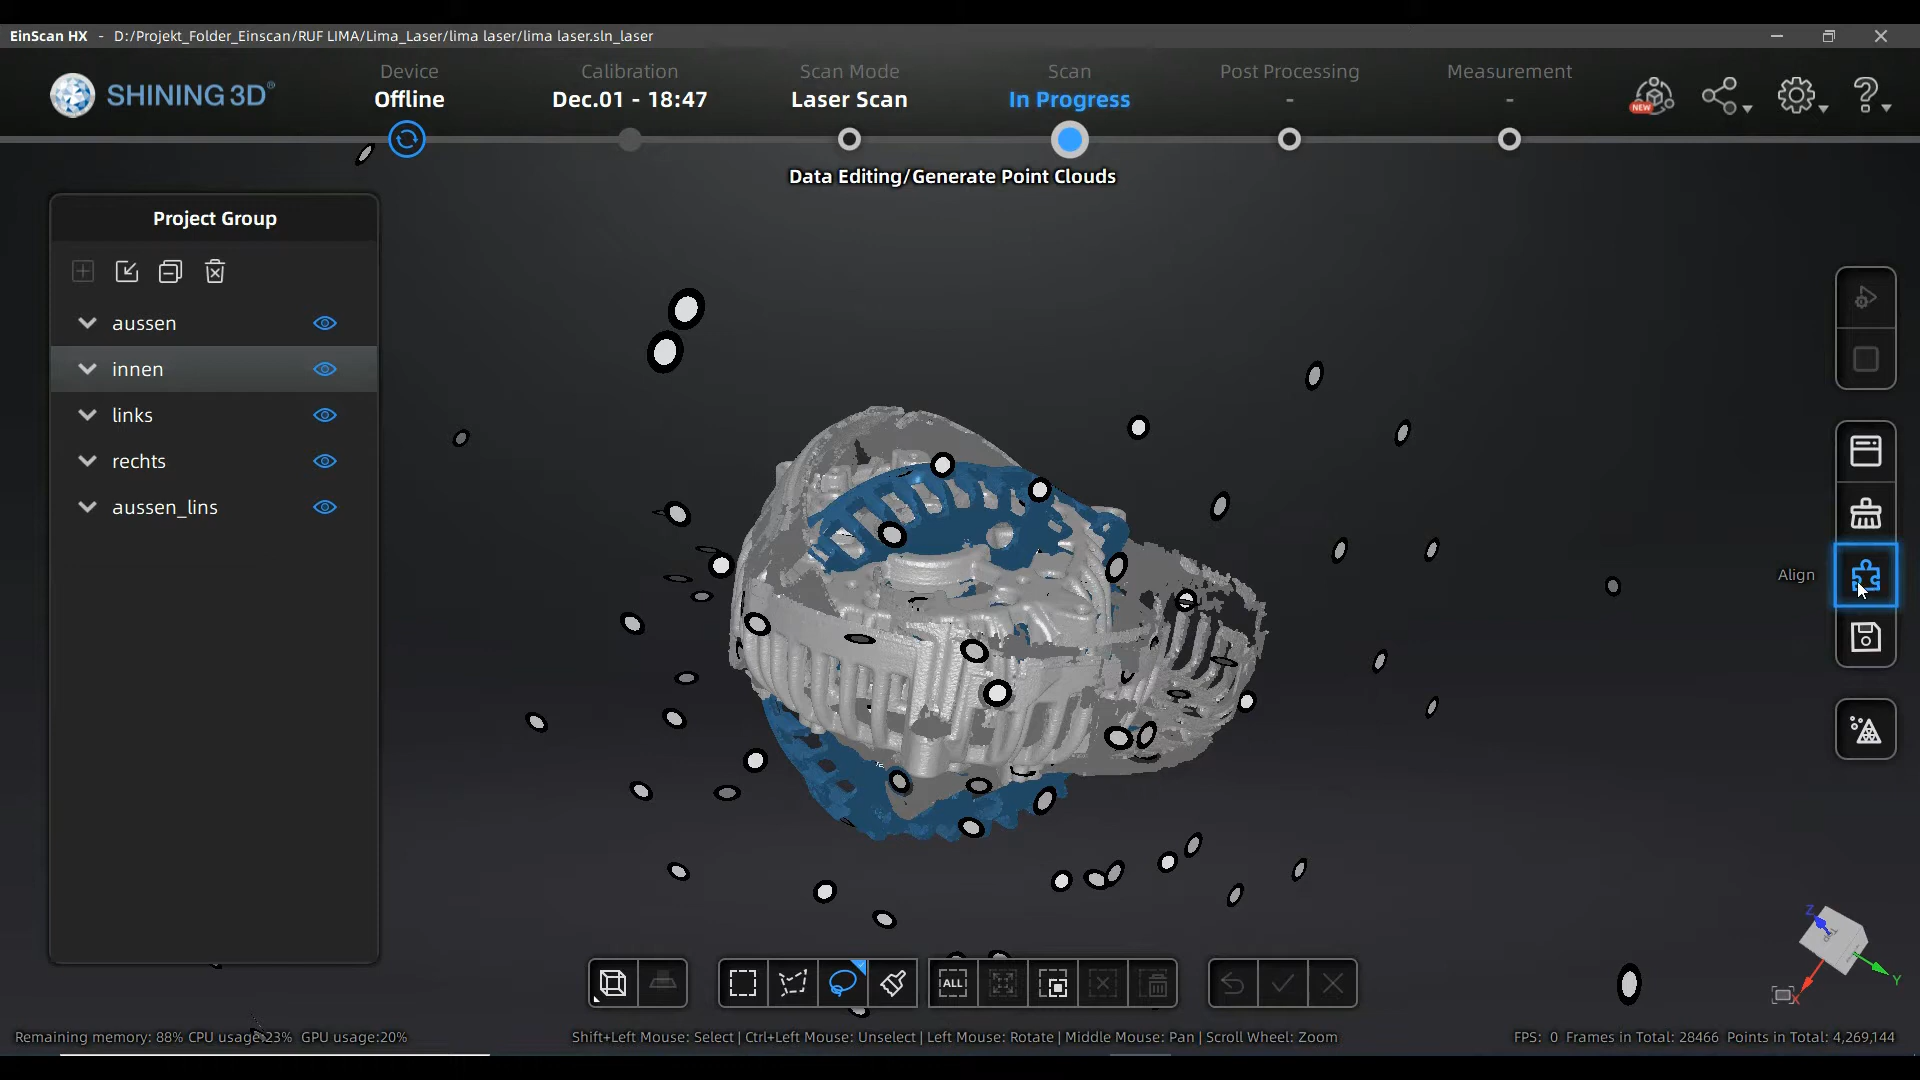 EinScan HX - D:/Projekt_Folder_Einscan/RUF LIMA/Lima_Laser/lima laser/lima laser.sln_laser
SHINING 3D®
Device
Offline
Calibration
Dec.01 - 18:47
Scan Mode
Laser Scan
Scan
In Progress
Post Processing
-
Measurement
-
NEW
Data Editing/Generate Point Clouds
Project Group
aussen
innen
links
rechts
aussen_lins
Align
ALL
Z
X
Y
Remaining memory: 88% CPU usage:23% GPU usage:20%
Shift+Left Mouse: Select | Ctrl+Left Mouse: Unselect | Left Mouse: Rotate | Middle Mouse: Pan | Scroll Wheel: Zoom
FPS: 0 Frames in Total: 28466 Points in Total: 4,269,144